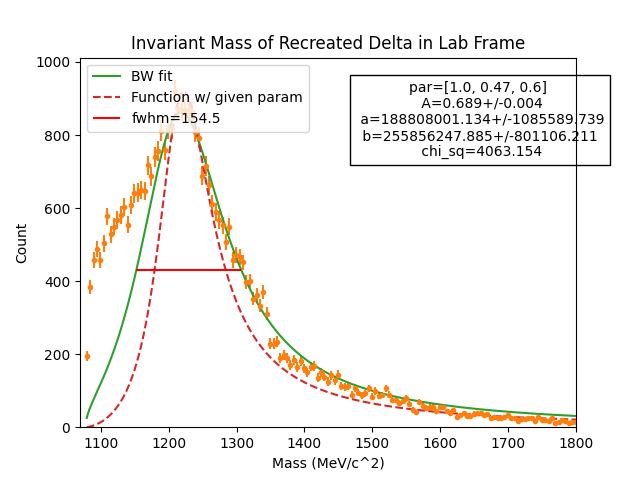 Invariant Mass of Recreated Delta in Lab Frame
BW fit
Function w/ given param
fwhm=154.5
par=[1.0, 0.47, 0.6]
A=0.689+/-0.004
a=188808001.134+/-1085589.739
b=255856247.885+/-801106.211
chi_sq=4063.154
Count
1000
800
600
400
200
0
1100 1200 1300 1400 1500 1600 1700 1800
Mass (MeV/c^2)